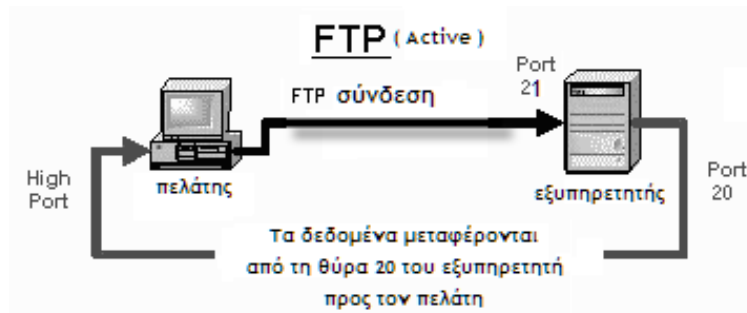 FTP ( Active )
Port
21
FTP σύνδεση
High
Port
πελάτης
εξυπηρετητής
Port
20
Τα δεδομένα μεταφέρονται
από τη θύρα 20 του εξυπηρετητή
προς τον πελάτη